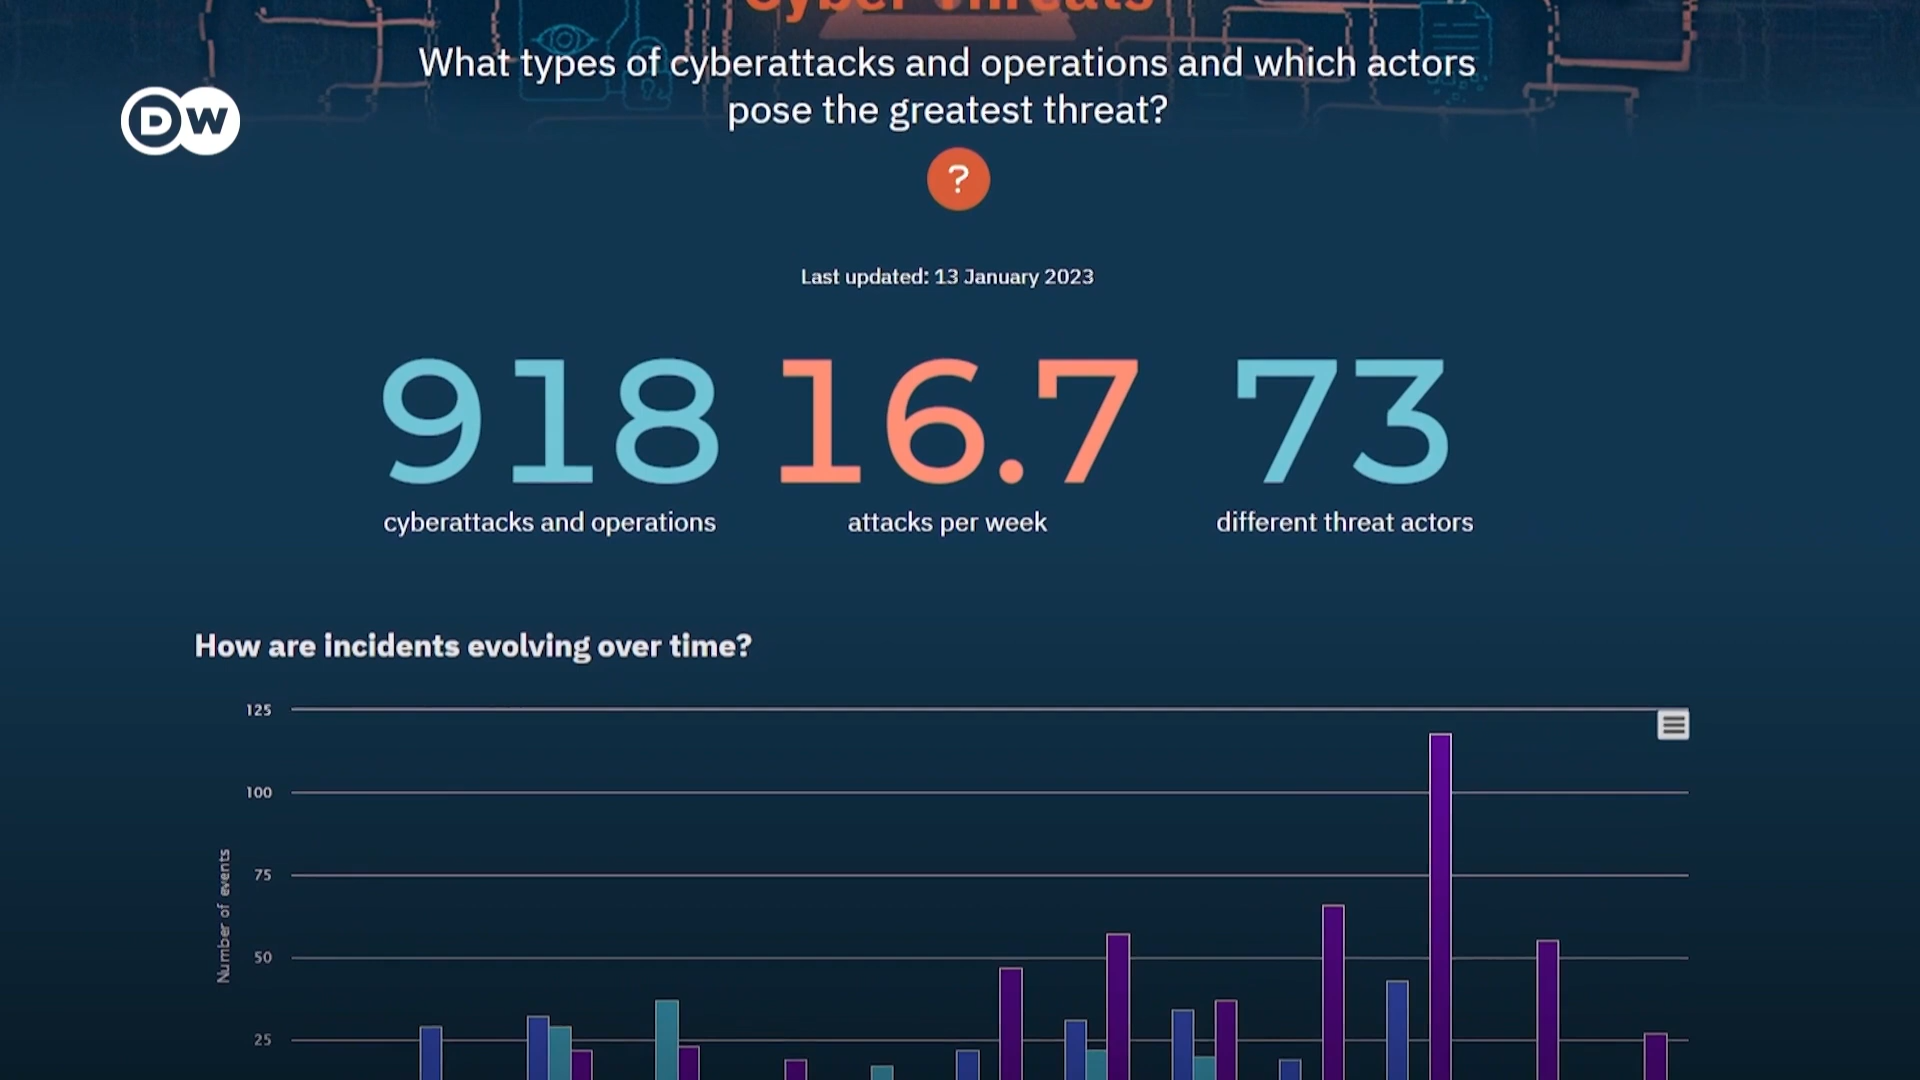 Cyber Threats
What types of cyberattacks and operations and which actors
pose the greatest threat?
DW
?
Last updated: 13 January 2023
918 16.7 73
cyberattacks and operations attacks per week different threat actors
How are incidents evolving over time?
125
100
75
50
25
Number of events